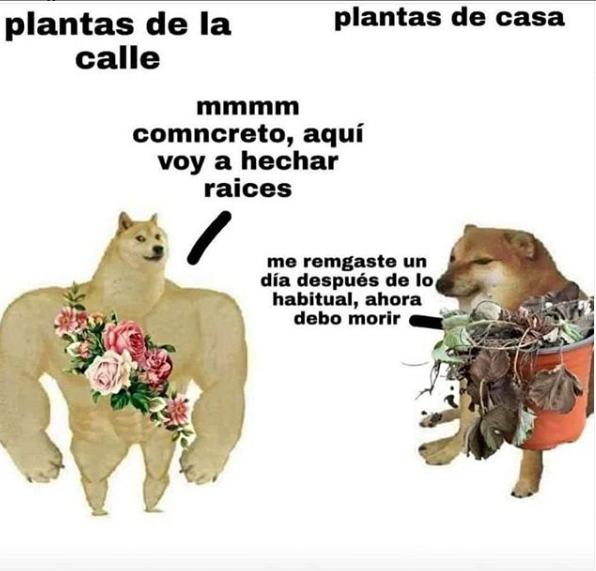 plantas de la
calle
plantas de casa
mmmm
comncreto, aquí
voy a hechar
raices
me remgaste un
día después de lo
habitual, ahora
debo morir